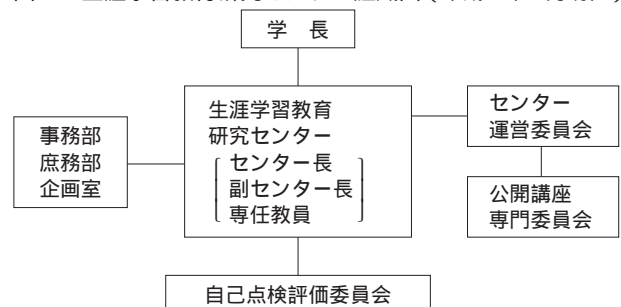 学 長
生涯学習教育
研究センター
センター長
副センター長
専任教員
事務部
庶務部
企画室
センター
運営委員会
公開講座
専門委員会
自己点検評価委員会